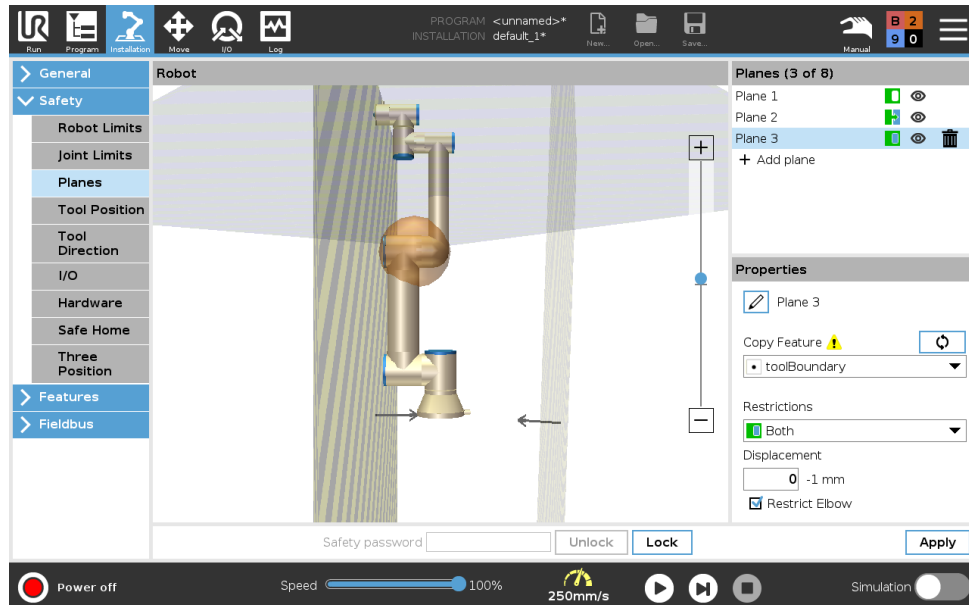 PROGRAM <unnamed>*
INSTALLATION default_1*
Run Program Installation Move I/O Log New... Open... Save... Manual
B 2
9 0
General
Safety
Robot Limits
Joint Limits
Planes
Tool Position
Tool
Direction
I/O
Hardware
Safe Home
Three
Position
Features
Fieldbus
Robot
Planes (3 of 8)
Plane 1
Plane 2
Plane 3
+ Add plane
Properties
Plane 3
Copy Feature
toolBoundary
Restrictions
Both
Displacement
0 -1 mm
Restrict Elbow
Safety password Unlock Lock Apply
Power off Speed 100% 250mm/s Simulation